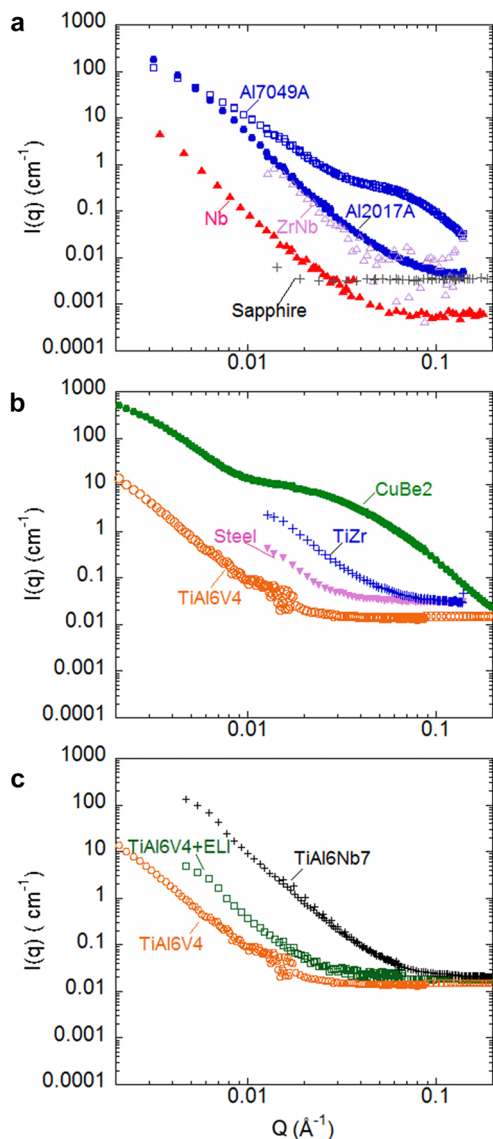 a
1000
100
10
1
0.1
0.01
0.001
0.0001
I(q) (cm⁻¹)
Al7049A
Nb
ZrNb
Al2017A
Sapphire
0.01
0.1
b
1000
100
10
1
0.1
0.01
0.001
0.0001
I(q) (cm⁻¹)
CuBe2
TiZr
Steel
TiAl6V4
0.01
0.1
c
1000
100
10
1
0.1
0.01
0.001
0.0001
I(q) ( cm⁻¹)
TiAl6V4+ELI
TiAl6Nb7
TiAl6V4
0.01
0.1
Q (Å⁻¹)